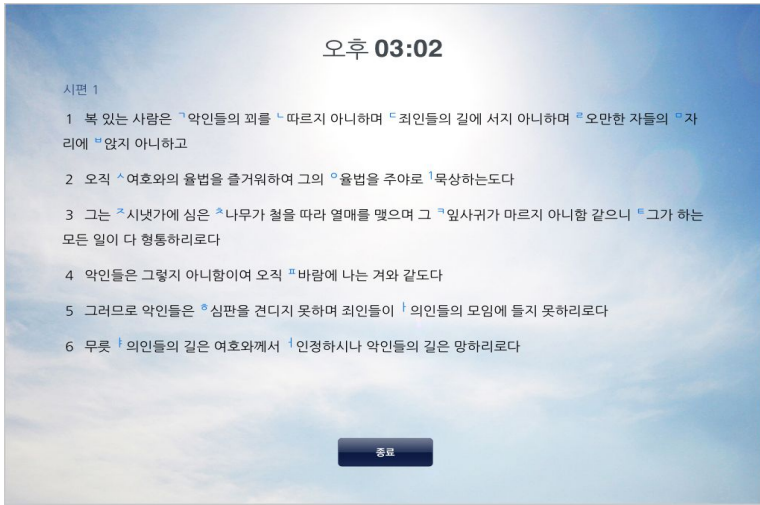 오후 03:02
시편 1
1 복 있는 사람은 ㄱ악인들의 꾀를 ㄴ따르지 아니하며 ㄷ죄인들의 길에 서지 아니하며 ㄹ오만한 자들의 ㅁ자
리에 ㅂ앉지 아니하고
2 오직 ㅅ여호와의 율법을 즐거워하여 그의 ㅇ율법을 주야로 1묵상하는도다
3 그는 ㅈ시냇가에 심은 ㅊ나무가 철을 따라 열매를 맺으며 그 ㅋ잎사귀가 마르지 아니함 같으니 ㅌ그가 하는
모든 일이 다 형통하리로다
4 악인들은 그렇지 아니함이여 오직 ㅍ바람에 나는 겨와 같도다
5 그러므로 악인들은 ㅎ심판을 견디지 못하며 죄인들이 ㅏ의인들의 모임에 들지 못하리로다
6 무릇 ㅑ의인들의 길은 여호와께서 ㅓ인정하시나 악인들의 길은 망하리로다
종료